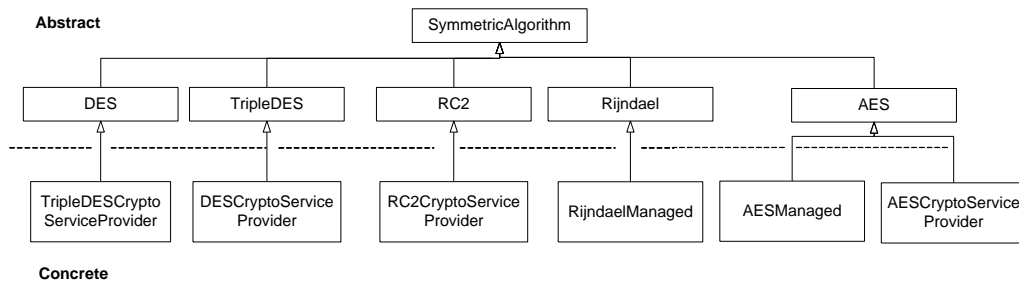 Abstract
SymmetricAlgorithm
DES
TripleDES
RC2
Rijndael
AES
TripleDESCrypto
ServiceProvider
DESCryptoService
Provider
RC2CryptoService
Provider
RijndaelManaged
AESManaged
AESCryptoService
Provider
Concrete